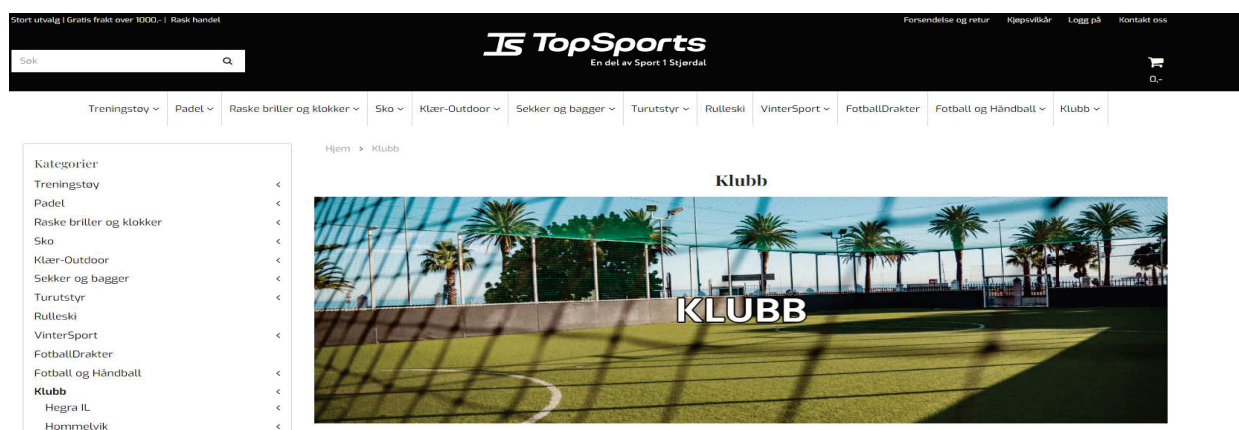 Stort utvalg | Gratis frakt over 1000,- | Rask handel
Forsendelse og retur Kjøpsvilkår Logg på Kontakt oss
TS TopSports
En del av Sport 1 Stjørdal
Søk
0,-
Treningstøy Padel Raske briller og klokker Sko Klær-Outdoor Sekker og bagger Turutstyr Rulleski VinterSport FotballDrakter Fotball og Håndball Klubb
Hjem > Klubb
Kategorier
Treningstøy
Padel
Raske briller og klokker
Sko
Klær-Outdoor
Sekker og bagger
Turutstyr
Rulleski
VinterSport
FotballDrakter
Fotball og Håndball
Klubb
Hegra IL
Hommelvik
Klubb
KLUBB